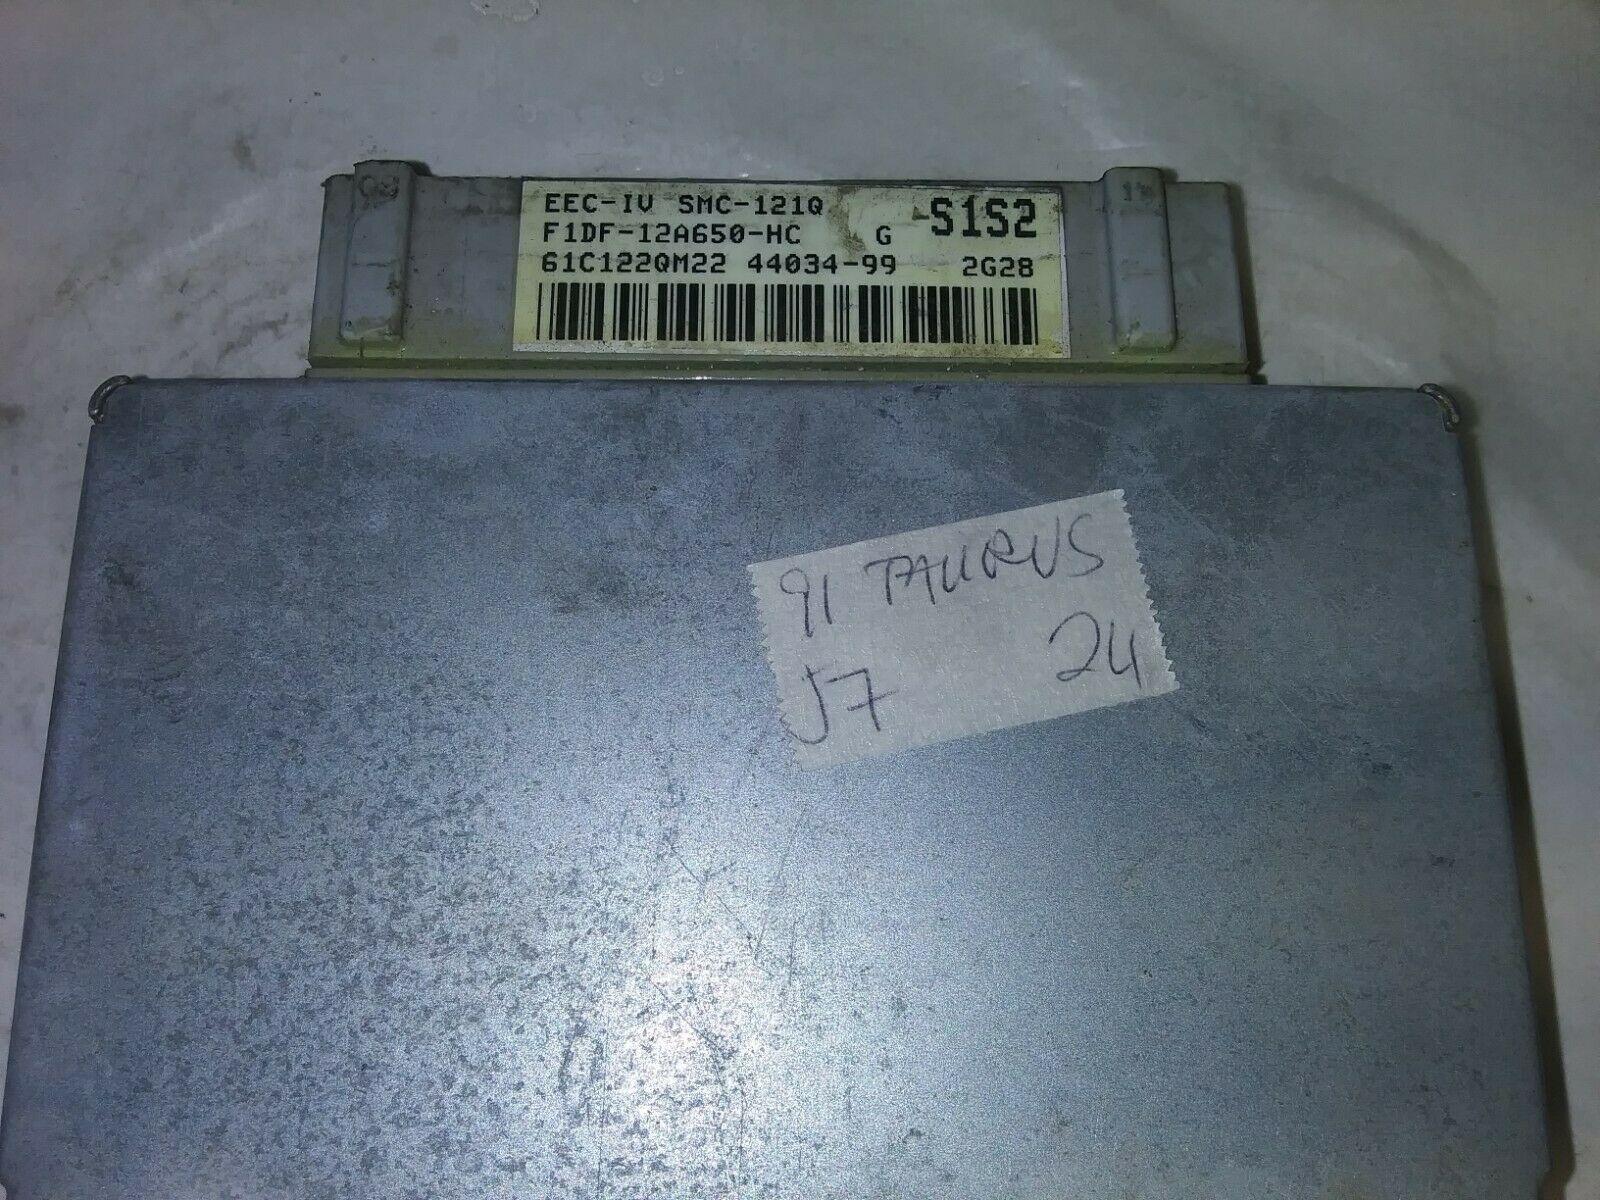 EEC-IV SMC-121Q
S1S2
F1DF-12A650-HC G
61C122QM22 44034-99 2G28
91 TAURUS
J7 24